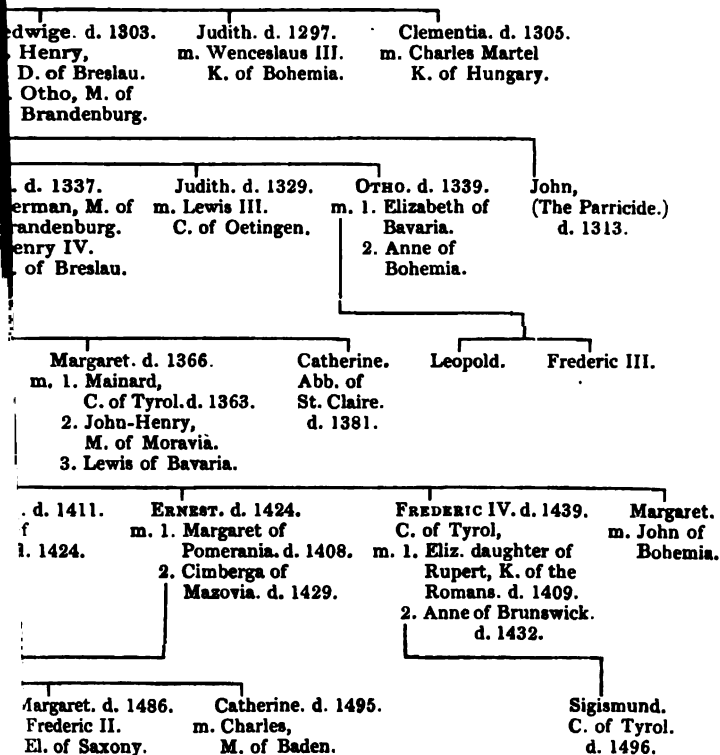 edwige. d. 1303.
Henry,
D. of Breslau.
Otho, M. of
Brandenburg.
Judith. d. 1297.
m. Wenceslaus III.
K. of Bohemia.
Clementia. d. 1305.
m. Charles Martel
K. of Hungary.
. d. 1337.
erman, M. of
randenburg.
enry IV.
of Breslau.
Judith. d. 1329.
m. Lewis III.
C. of Oetingen.
OTHO. d. 1339.
m. 1. Elizabeth of
Bavaria.
2. Anne of
Bohemia.
John,
(The Parricide.)
d. 1313.
Margaret. d. 1366.
m. 1. Mainard,
C. of Tyrol. d. 1363.
2. John-Henry,
M. of Moravia.
3. Lewis of Bavaria.
Catherine.
Abb. of
St. Claire.
d. 1381.
Leopold.
Frederic III.
. d. 1411.
f
1. 1424.
ERNEST. d. 1424.
m. 1. Margaret of
Pomerania. d. 1408.
2. Cimberga of
Mazovia. d. 1429.
FREDERIC IV. d. 1439.
C. of Tyrol,
m. 1. Eliz. daughter of
Rupert, K. of the
Romans. d. 1409.
2. Anne of Brunswick.
d. 1432.
Margaret.
m. John of
Bohemia.
Margaret. d. 1486.
Frederic II.
El. of Saxony.
Catherine. d. 1495.
m. Charles,
M. of Baden.
Sigismund.
C. of Tyrol.
d. 1496.